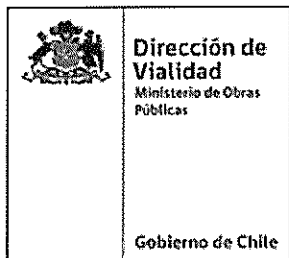 Dirección de
Vialidad
Ministerio de Obras
Públicas
Gobierno de Chile